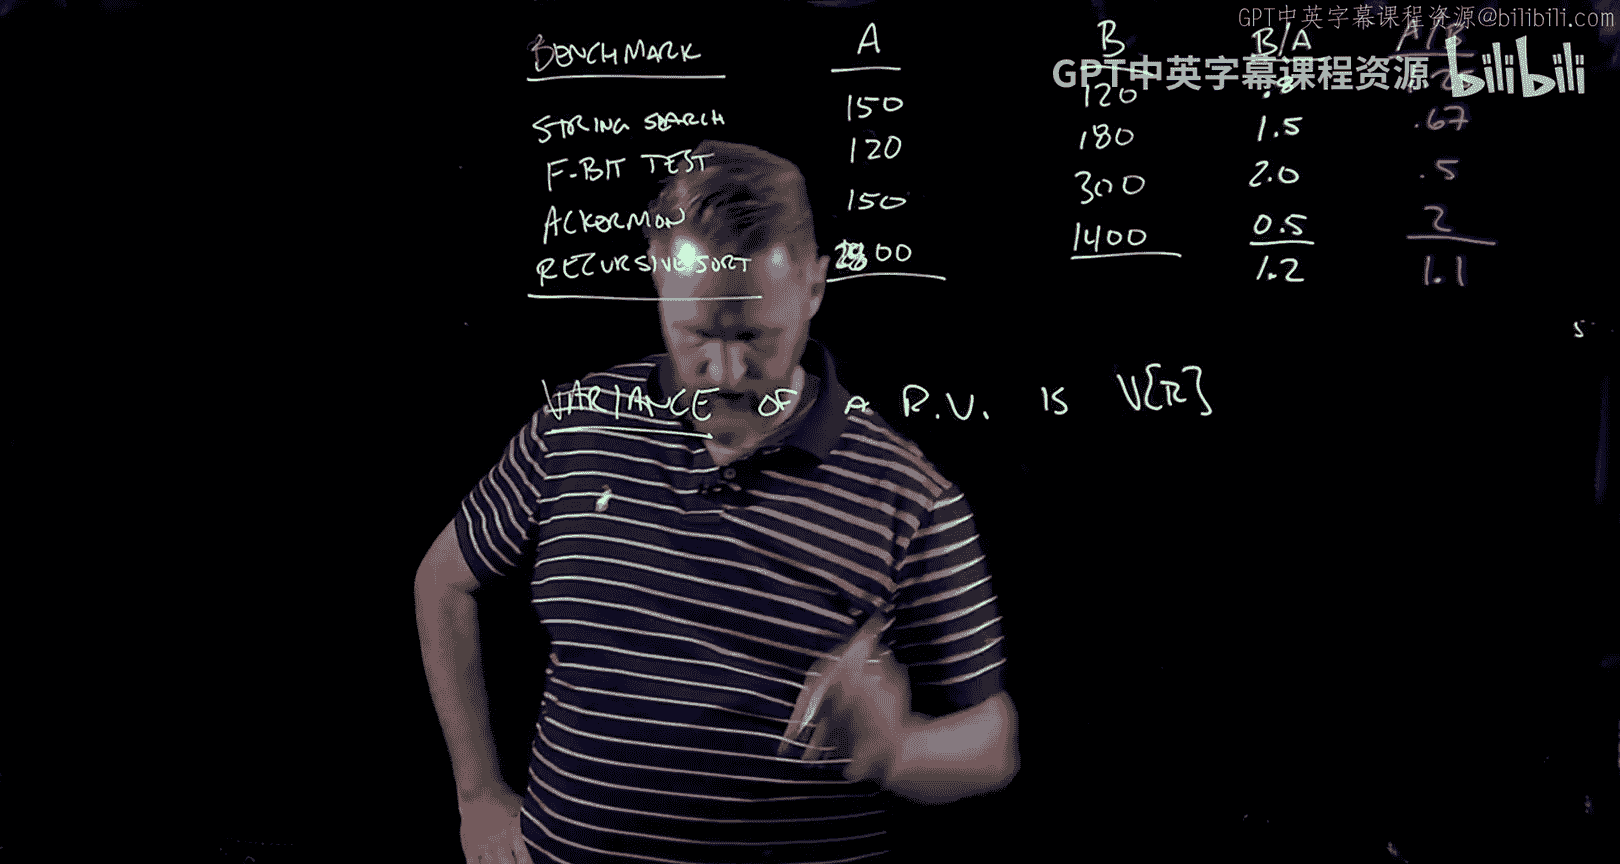 GPT中英字幕课程资源@bilibili.com
GPT中英字幕课程资源 bilibili
BENCHMARK A B B/A A/B
STRING SEARCH 150 120 .8
F-BIT TEST 120 180 1.5 .67
ACKERMON 150 300 2.0 .5
RECURSIVE SORT 00 1400 0.5 2
1.2 1.1
VARIANCE OF A R.V. IS V[R]